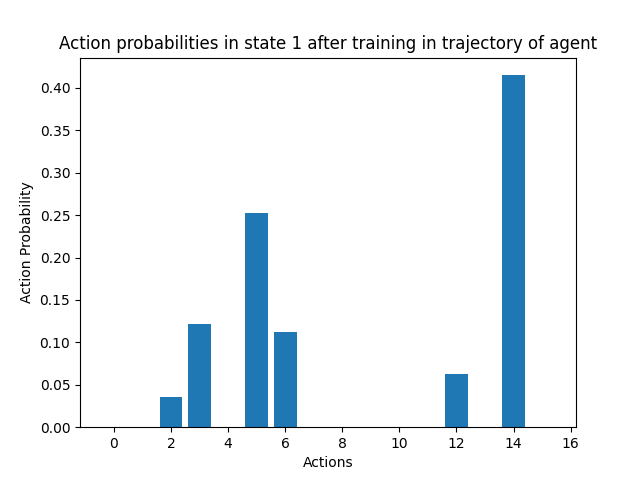 Action probabilities in state 1 after training in trajectory of agent
0.40
0.35
0.30
0.25
0.20
0.15
0.10
0.05
0.00
Action Probability
0 2 4 6 8 10 12 14 16
Actions